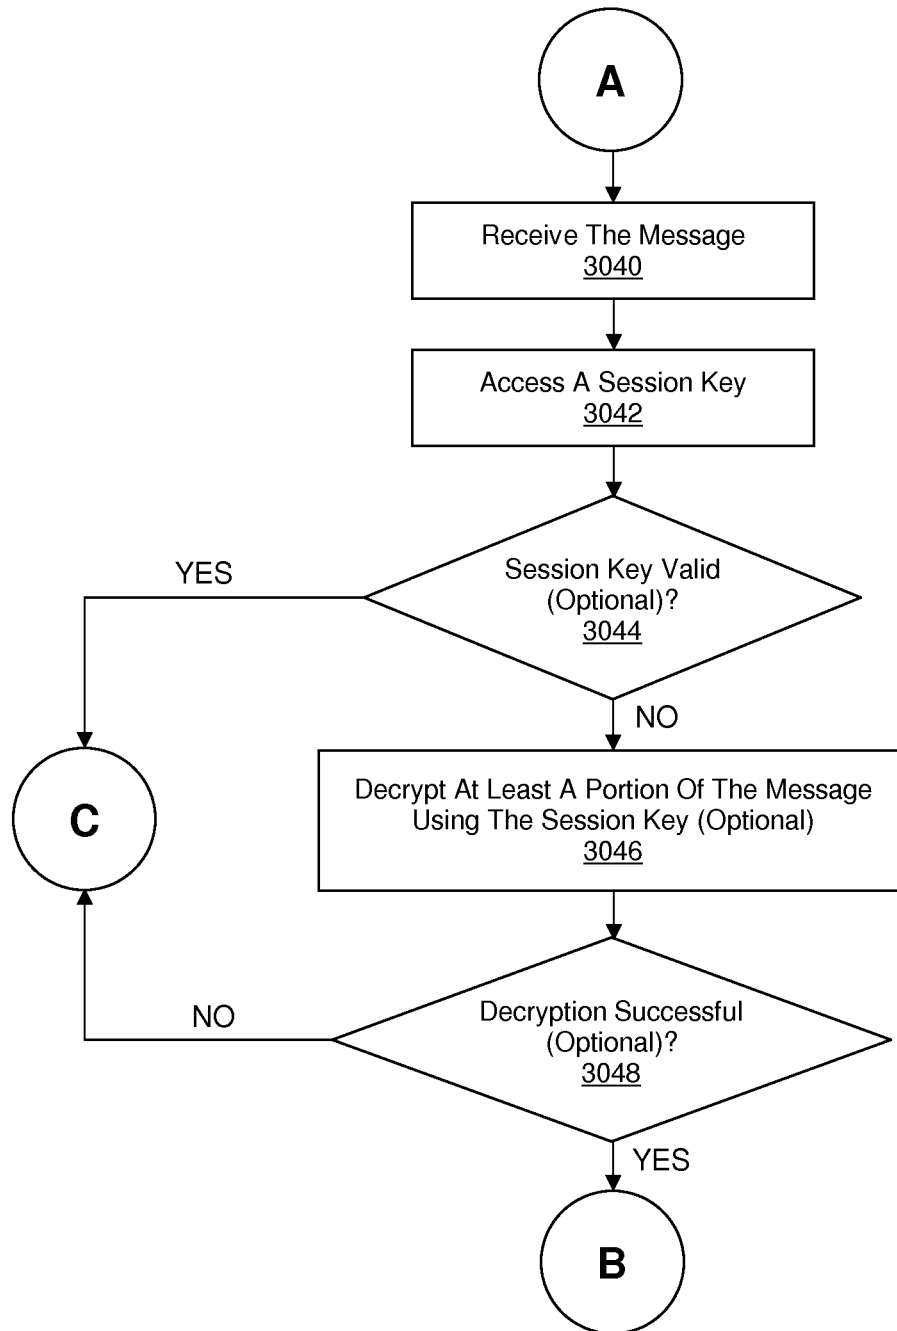 A
Receive The Message
3040
Access A Session Key
3042
YES
Session Key Valid
(Optional)?
3044
NO
C
Decrypt At Least A Portion Of The Message
Using The Session Key (Optional)
3046
NO
Decryption Successful
(Optional)?
3048
YES
B